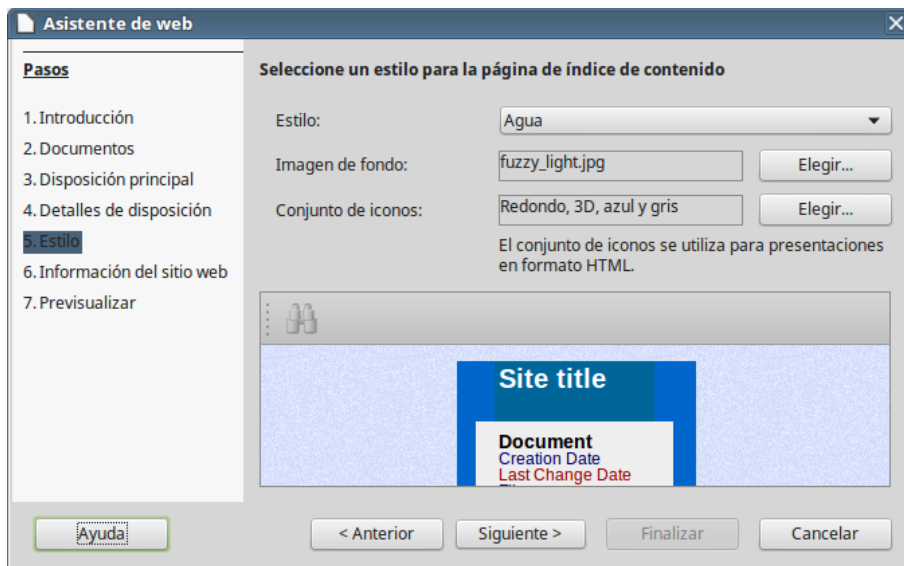 Asistente de web
Pasos
1. Introducción
2. Documentos
3. Disposición principal
4. Detalles de disposición
5. Estilo
6. Información del sitio web
7. Previsualizar
Seleccione un estilo para la página de índice de contenido
Estilo:
Agua
Imagen de fondo:
fuzzy_light.jpg
Elegir...
Conjunto de iconos:
Redondo, 3D, azul y gris
Elegir...
El conjunto de iconos se utiliza para presentaciones
en formato HTML.
Site title
Document
Creation Date
Last Change Date
Ayuda
< Anterior
Siguiente >
Finalizar
Cancelar